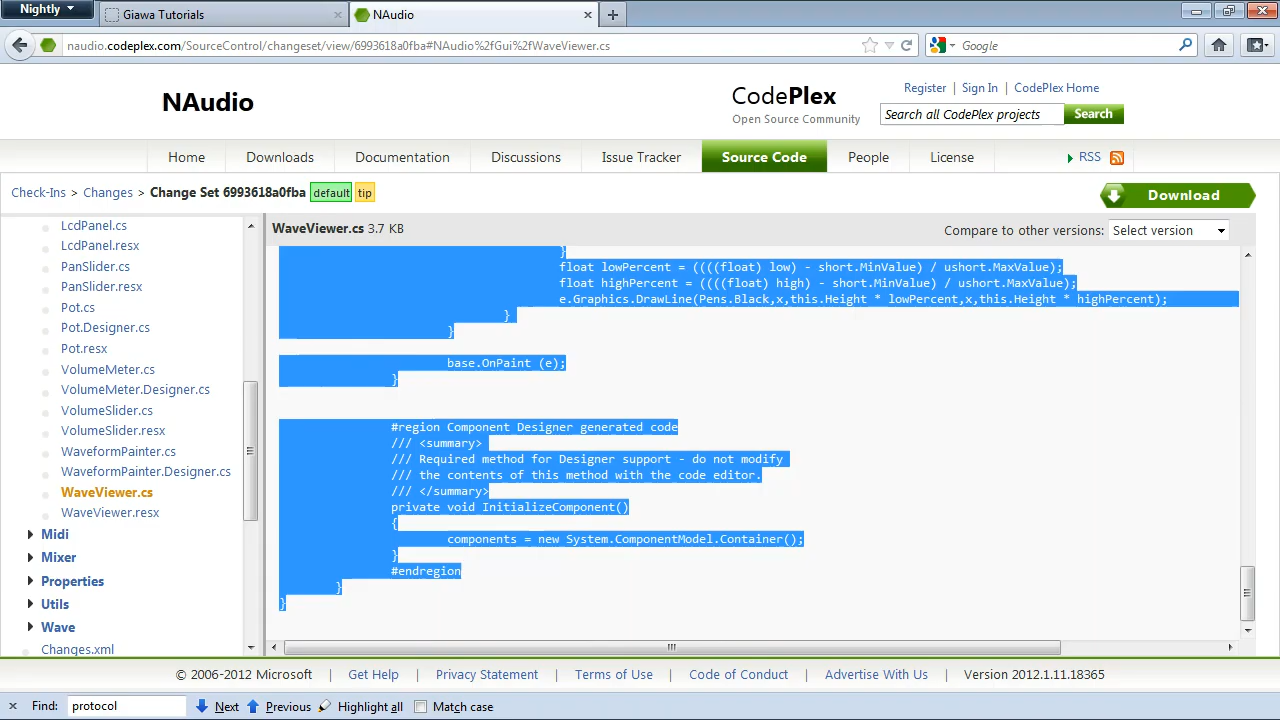 Nightly
Giawa Tutorials
NAudio
naudio.codeplex.com/SourceControl/changeset/view/6993618a0fba#NAudio%2fGui%2fWaveViewer.cs
Google
NAudio
CodePlex
Open Source Community
Register | Sign In | CodePlex Home
Search all CodePlex projects
Search
Home
Downloads
Documentation
Discussions
Issue Tracker
Source Code
People
License
RSS
Check-Ins > Changes > Change Set 6993618a0fba default tip
Download
LcdPanel.cs
LcdPanel.resx
PanSlider.cs
PanSlider.resx
Pot.cs
Pot.Designer.cs
Pot.resx
VolumeMeter.cs
VolumeMeter.Designer.cs
VolumeSlider.cs
VolumeSlider.resx
WaveformPainter.cs
WaveformPainter.Designer.cs
WaveViewer.cs
WaveViewer.resx
Midi
Mixer
Properties
Utils
Wave
Changes.xml
WaveViewer.cs 3.7 KB
Compare to other versions: Select version
}
float lowPercent = ((((float) low) - short.MinValue) / ushort.MaxValue);
float highPercent = ((((float) high) - short.MinValue) / ushort.MaxValue);
e.Graphics.DrawLine(Pens.Black,x,this.Height * lowPercent,x,this.Height * highPercent);
}
}
base.OnPaint (e);
}
#region Component Designer generated code
/// <summary>
/// Required method for Designer support - do not modify
/// the contents of this method with the code editor.
/// </summary>
private void InitializeComponent()
{
components = new System.ComponentModel.Container();
}
#endregion
}
}
© 2006-2012 Microsoft | Get Help | Privacy Statement | Terms of Use | Code of Conduct | Advertise With Us | Version 2012.1.11.18365
Find: protocol Next Previous Highlight all Match case